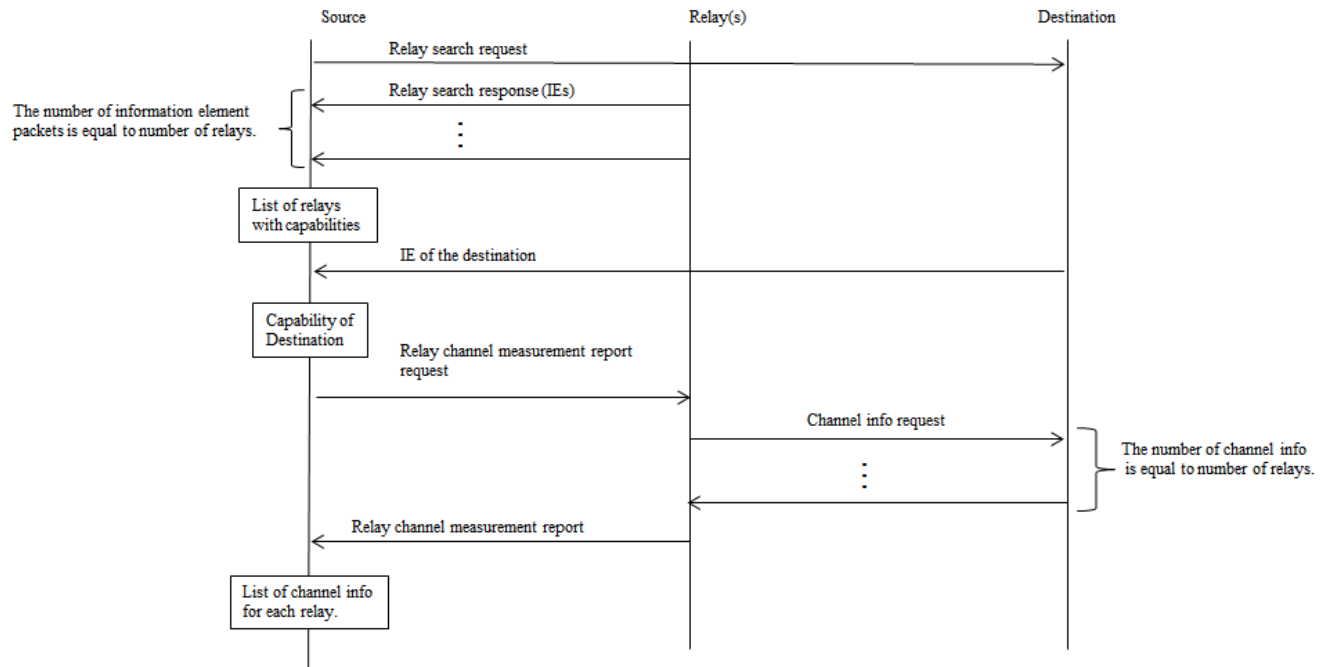 Source
Relay(s)
Destination
Relay search request
Relay search response (IEs)
The number of information element
packets is equal to number of relays.
List of relays
with capabilities
IE of the destination
Capability of
Destination
Relay channel measurement report
request
Channel info request
The number of channel info
is equal to number of relays.
Relay channel measurement report
List of channel info
for each relay.